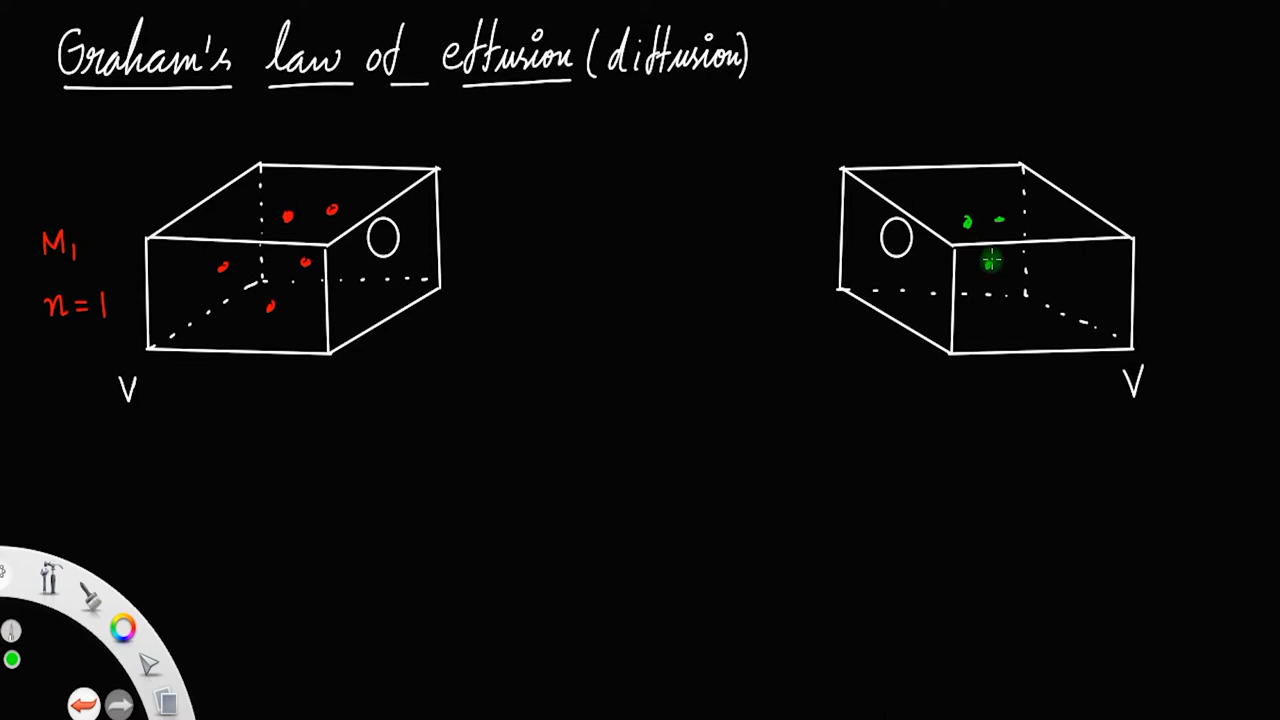 Graham's law of effusion (diffusion)
M₁
n = 1
V
V